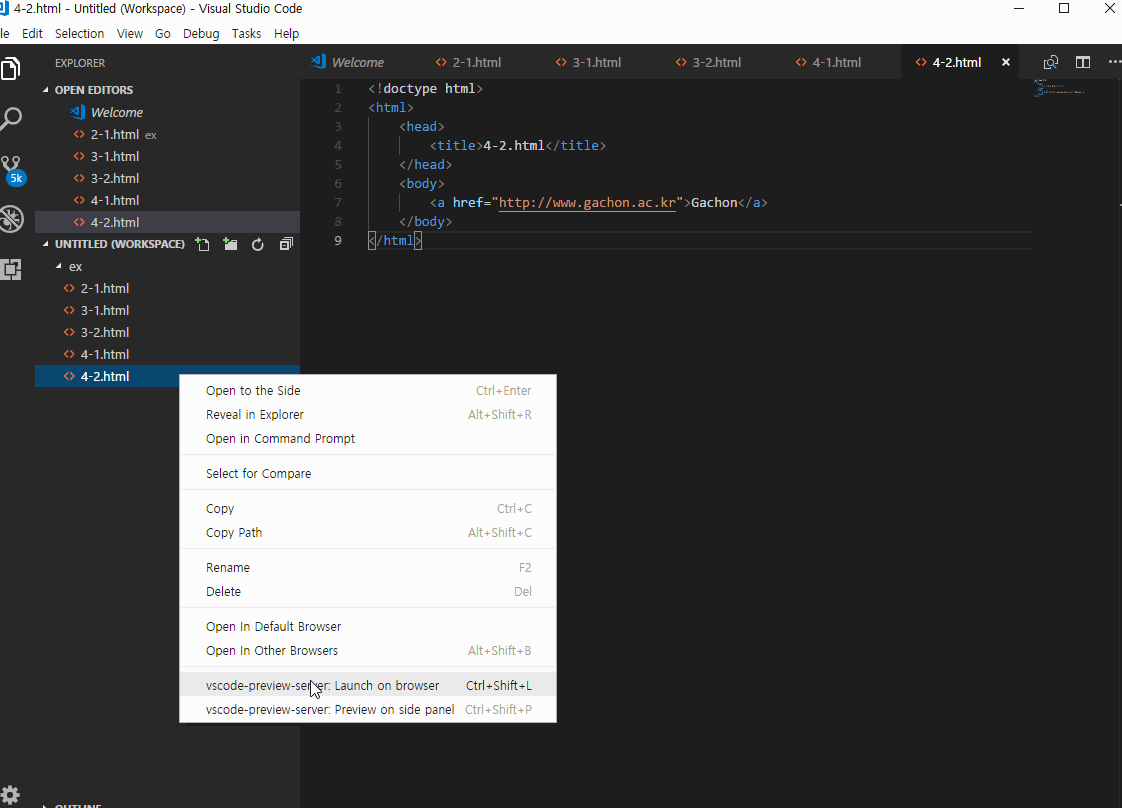 4-2.html - Untitled (Workspace) - Visual Studio Code
le Edit Selection View Go Debug Tasks Help
EXPLORER
OPEN EDITORS
Welcome
2-1.html ex
3-1.html
3-2.html
4-1.html
4-2.html
5k
UNTITLED (WORKSPACE)
ex
2-1.html
3-1.html
3-2.html
4-1.html
4-2.html
OUTLINE
Welcome 2-1.html 3-1.html 3-2.html 4-1.html 4-2.html
1 <!doctype html>
2 <html>
3 <head>
4 <title>4-2.html</title>
5 </head>
6 <body>
7 <a href="http://www.gachon.ac.kr">Gachon</a>
8 </body>
9 </html>
Open to the Side Ctrl+Enter
Reveal in Explorer Alt+Shift+R
Open in Command Prompt
Select for Compare
Copy Ctrl+C
Copy Path Alt+Shift+C
Rename F2
Delete Del
Open In Default Browser
Open In Other Browsers Alt+Shift+B
vscode-preview-server: Launch on browser Ctrl+Shift+L
vscode-preview-server: Preview on side panel Ctrl+Shift+P